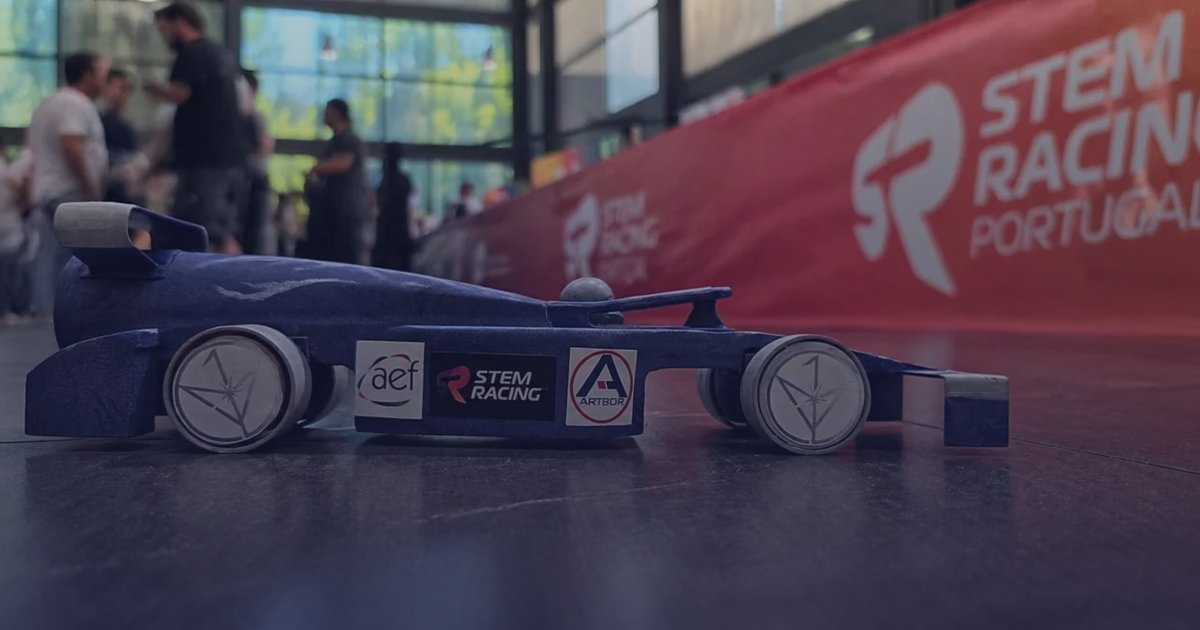 STEM
RACING
PORTUGAL
STEM
RACING
aef
STEM
RACING
ARTBOR